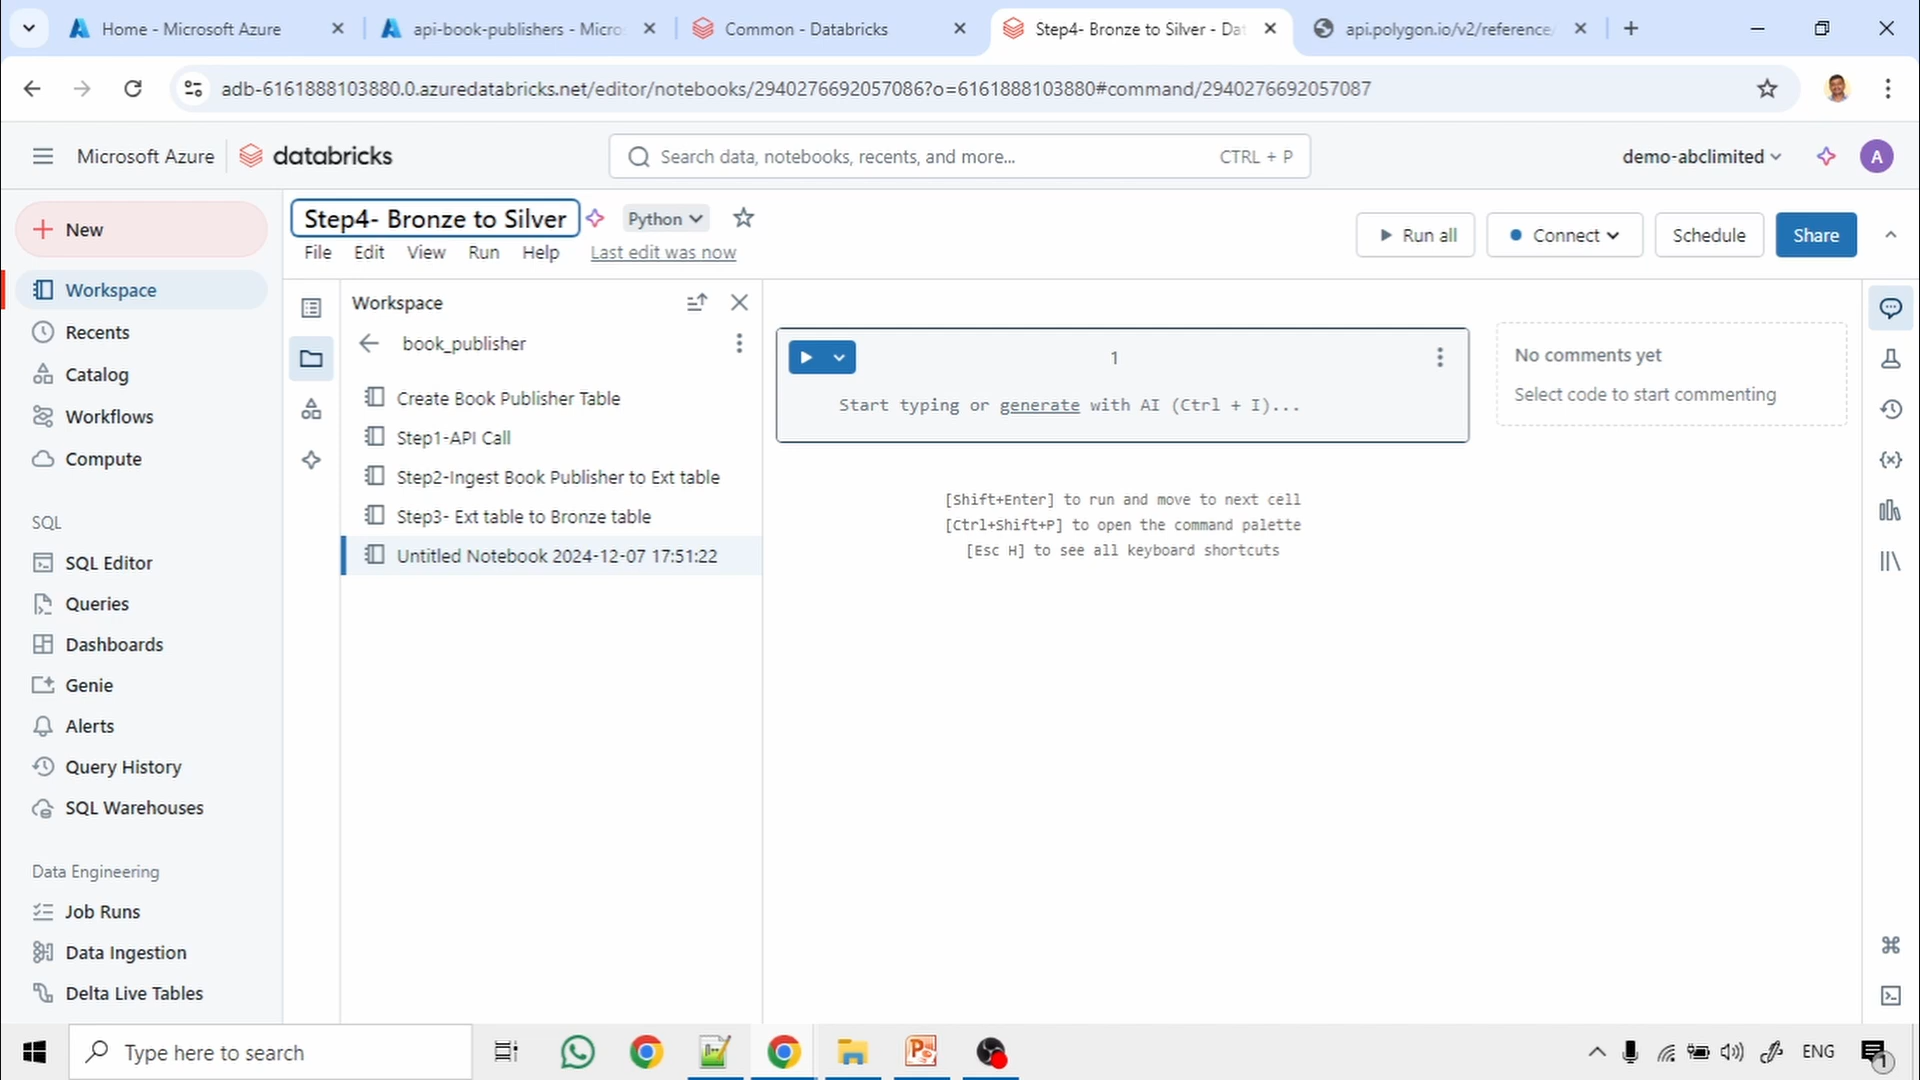 Home - Microsoft Azure
api-book-publishers - Micro
Common - Databricks
Step4- Bronze to Silver - Da
api.polygon.io/v2/reference/
adb-6161888103880.0.azuredatabricks.net/editor/notebooks/2940276692057086?o=6161888103880#command/2940276692057087
Microsoft Azure
databricks
Search data, notebooks, recents, and more...
CTRL + P
demo-abclimited
A
New
Workspace
Recents
Catalog
Workflows
Compute
SQL
SQL Editor
Queries
Dashboards
Genie
Alerts
Query History
SQL Warehouses
Data Engineering
Job Runs
Data Ingestion
Delta Live Tables
Step4- Bronze to Silver
Python
File
Edit
View
Run
Help
Last edit was now
Run all
Connect
Schedule
Share
Workspace
book_publisher
Create Book Publisher Table
Step1-API Call
Step2-Ingest Book Publisher to Ext table
Step3- Ext table to Bronze table
Untitled Notebook 2024-12-07 17:51:22
1
Start typing or generate with AI (Ctrl + I)...
[Shift+Enter] to run and move to next cell
[Ctrl+Shift+P] to open the command palette
[Esc H] to see all keyboard shortcuts
No comments yet
Select code to start commenting
Type here to search
ENG
1